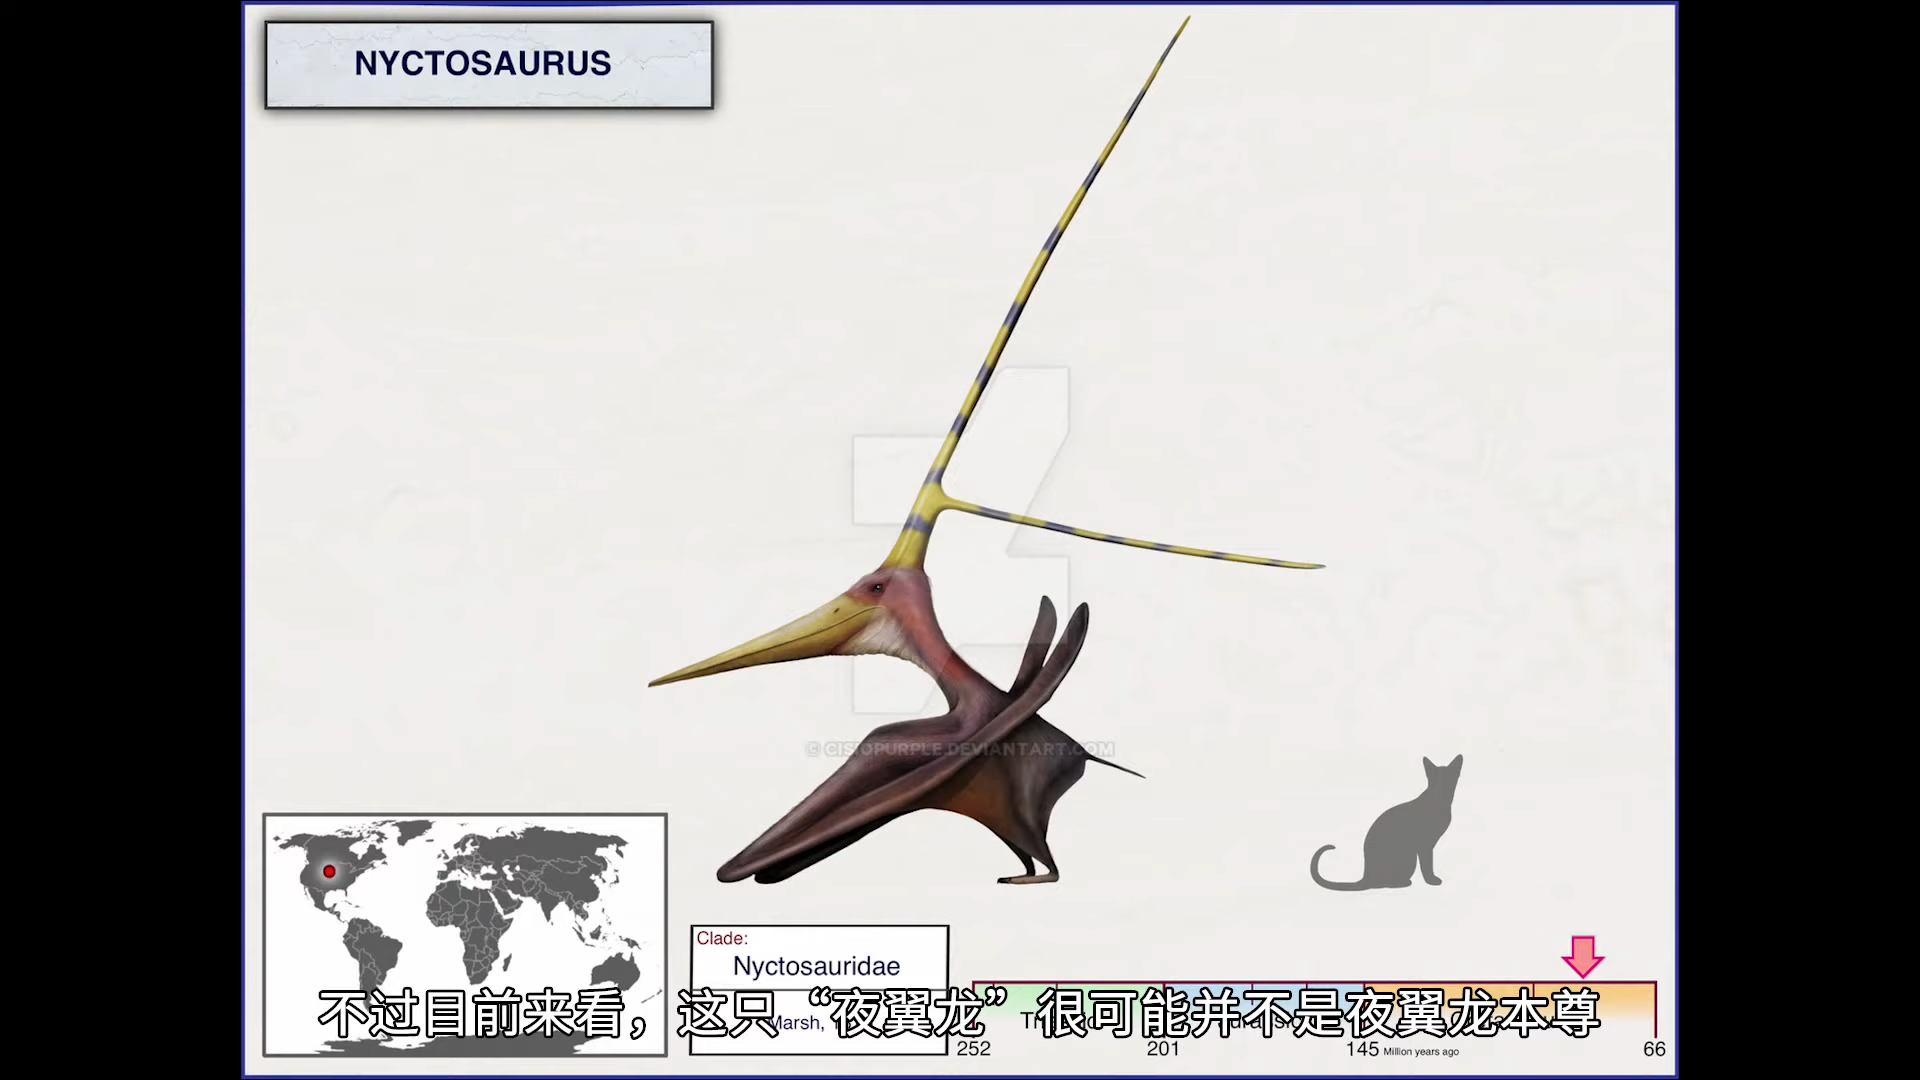 NYCTOSAURUS
© CISIOPURPLE.DEVIANTART.COM
Clade:
Nyctosauridae
Marsh,
不过目前来看，这只“夜翼龙”很可能并不是夜翼龙本尊
252
201
145 Million years ago
66